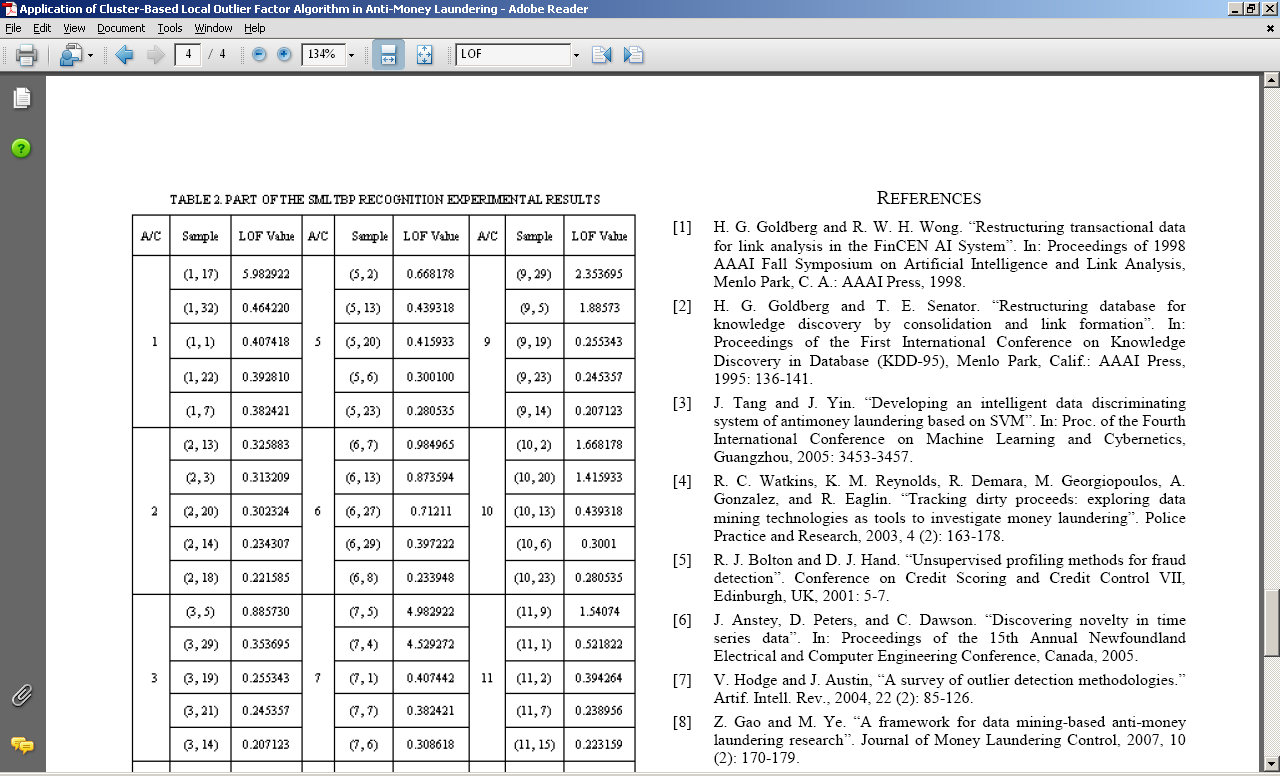 Application of Cluster-Based Local Outlier Factor Algorithm in Anti-Money Laundering - Adobe Reader
File Edit View Document Tools Window Help
4 / 4 134% LOF
TABLE 2. PART OF THE SMLTBP RECOGNITION EXPERIMENTAL RESULTS
A/C Sample LOF Value A/C Sample LOF Value A/C Sample LOF Value
(1, 17) 5.982922 (5, 2) 0.668178 (9, 29) 2.353695
(1, 32) 0.464220 (5, 13) 0.439318 (9, 5) 1.88573
1 (1, 1) 0.407418 5 (5, 20) 0.415933 9 (9, 19) 0.255343
(1, 22) 0.392810 (5, 6) 0.300100 (9, 23) 0.245357
(1, 7) 0.382421 (5, 23) 0.280535 (9, 14) 0.207123
(2, 13) 0.325883 (6, 7) 0.984965 (10, 2) 1.668178
(2, 3) 0.313209 (6, 13) 0.873594 (10, 20) 1.415933
2 (2, 20) 0.302324 6 (6, 27) 0.71211 10 (10, 13) 0.439318
(2, 14) 0.234307 (6, 29) 0.397222 (10, 6) 0.3001
(2, 18) 0.221585 (6, 8) 0.233948 (10, 23) 0.280535
(3, 5) 0.885730 (7, 5) 4.982922 (11, 9) 1.54074
(3, 29) 0.353695 (7, 4) 4.529272 (11, 1) 0.521822
3 (3, 19) 0.255343 7 (7, 1) 0.407442 11 (11, 2) 0.394264
(3, 21) 0.245357 (7, 7) 0.382421 (11, 7) 0.238956
(3, 14) 0.207123 (7, 6) 0.308618 (11, 15) 0.223159
REFERENCES
[1] H. G. Goldberg and R. W. H. Wong. “Restructuring transactional data
for link analysis in the FinCEN AI System”. In: Proceedings of 1998
AAAI Fall Symposium on Artificial Intelligence and Link Analysis,
Menlo Park, C. A.: AAAI Press, 1998.
[2] H. G. Goldberg and T. E. Senator. “Restructuring database for
knowledge discovery by consolidation and link formation”. In:
Proceedings of the First International Conference on Knowledge
Discovery in Database (KDD-95), Menlo Park, Calif.: AAAI Press,
1995: 136-141.
[3] J. Tang and J. Yin. “Developing an intelligent data discriminating
system of antimoney laundering based on SVM”. In: Proc. of the Fourth
International Conference on Machine Learning and Cybernetics,
Guangzhou, 2005: 3453-3457.
[4] R. C. Watkins, K. M. Reynolds, R. Demara, M. Georgiopoulos, A.
Gonzalez, and R. Eaglin. “Tracking dirty proceeds: exploring data
mining technologies as tools to investigate money laundering”. Police
Practice and Research, 2003, 4 (2): 163-178.
[5] R. J. Bolton and D. J. Hand. “Unsupervised profiling methods for fraud
detection”. Conference on Credit Scoring and Credit Control VII,
Edinburgh, UK, 2001: 5-7.
[6] J. Anstey, D. Peters, and C. Dawson. “Discovering novelty in time
series data”. In: Proceedings of the 15th Annual Newfoundland
Electrical and Computer Engineering Conference, Canada, 2005.
[7] V. Hodge and J. Austin, “A survey of outlier detection methodologies.”
Artif. Intell. Rev., 2004, 22 (2): 85-126.
[8] Z. Gao and M. Ye. “A framework for data mining-based anti-money
laundering research”. Journal of Money Laundering Control, 2007, 10
(2): 170-179.